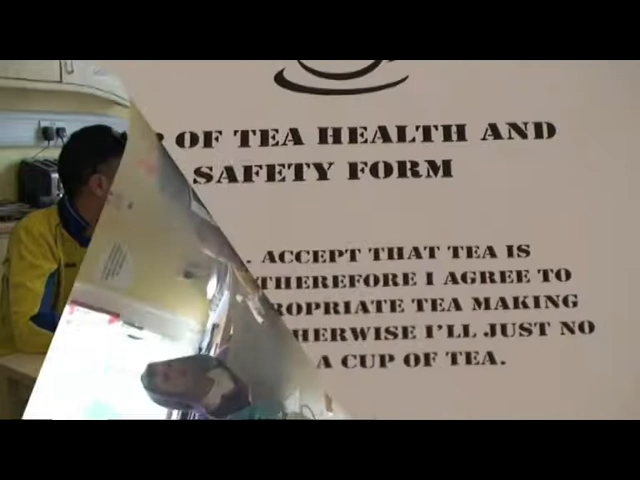 OF TEA HEALTH AND
SAFETY FORM
ACCEPT THAT TEA IS
THEREFORE I AGREE TO
ROPRIATE TEA MAKING
HERWISE I'LL JUST NO
A CUP OF TEA.